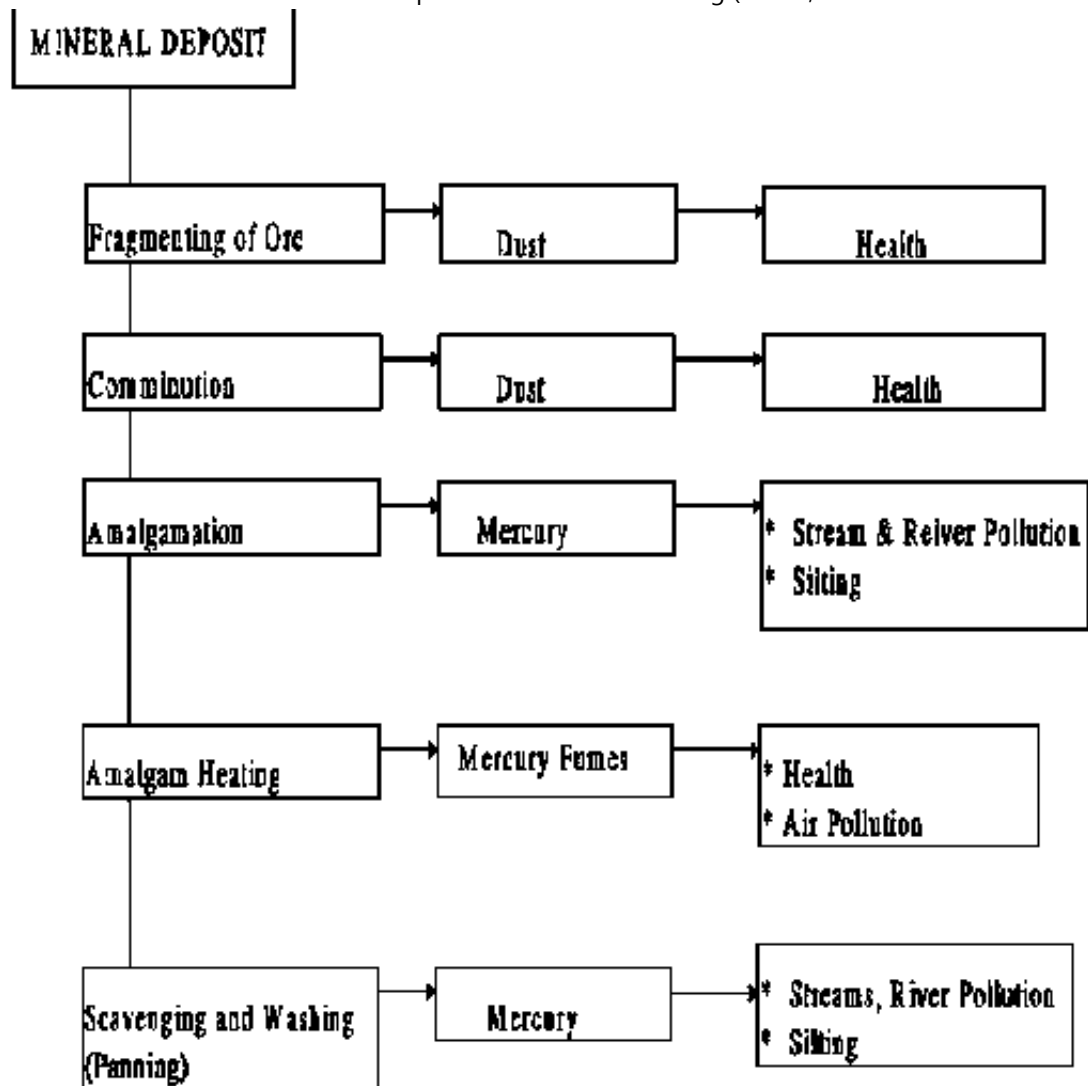 MINERAL DEPOSIT
Fragmenting of Ore
Dust
Health
Comminution
Dust
Health
Amalgamation
Mercury
* Stream & Reiver Pollution
* Silting
Amalgam Heating
Mercury Fumes
* Health
* Air Pollution
Scavenging and Washing
(Panning)
Mercury
* Streams, River Pollution
* Silting